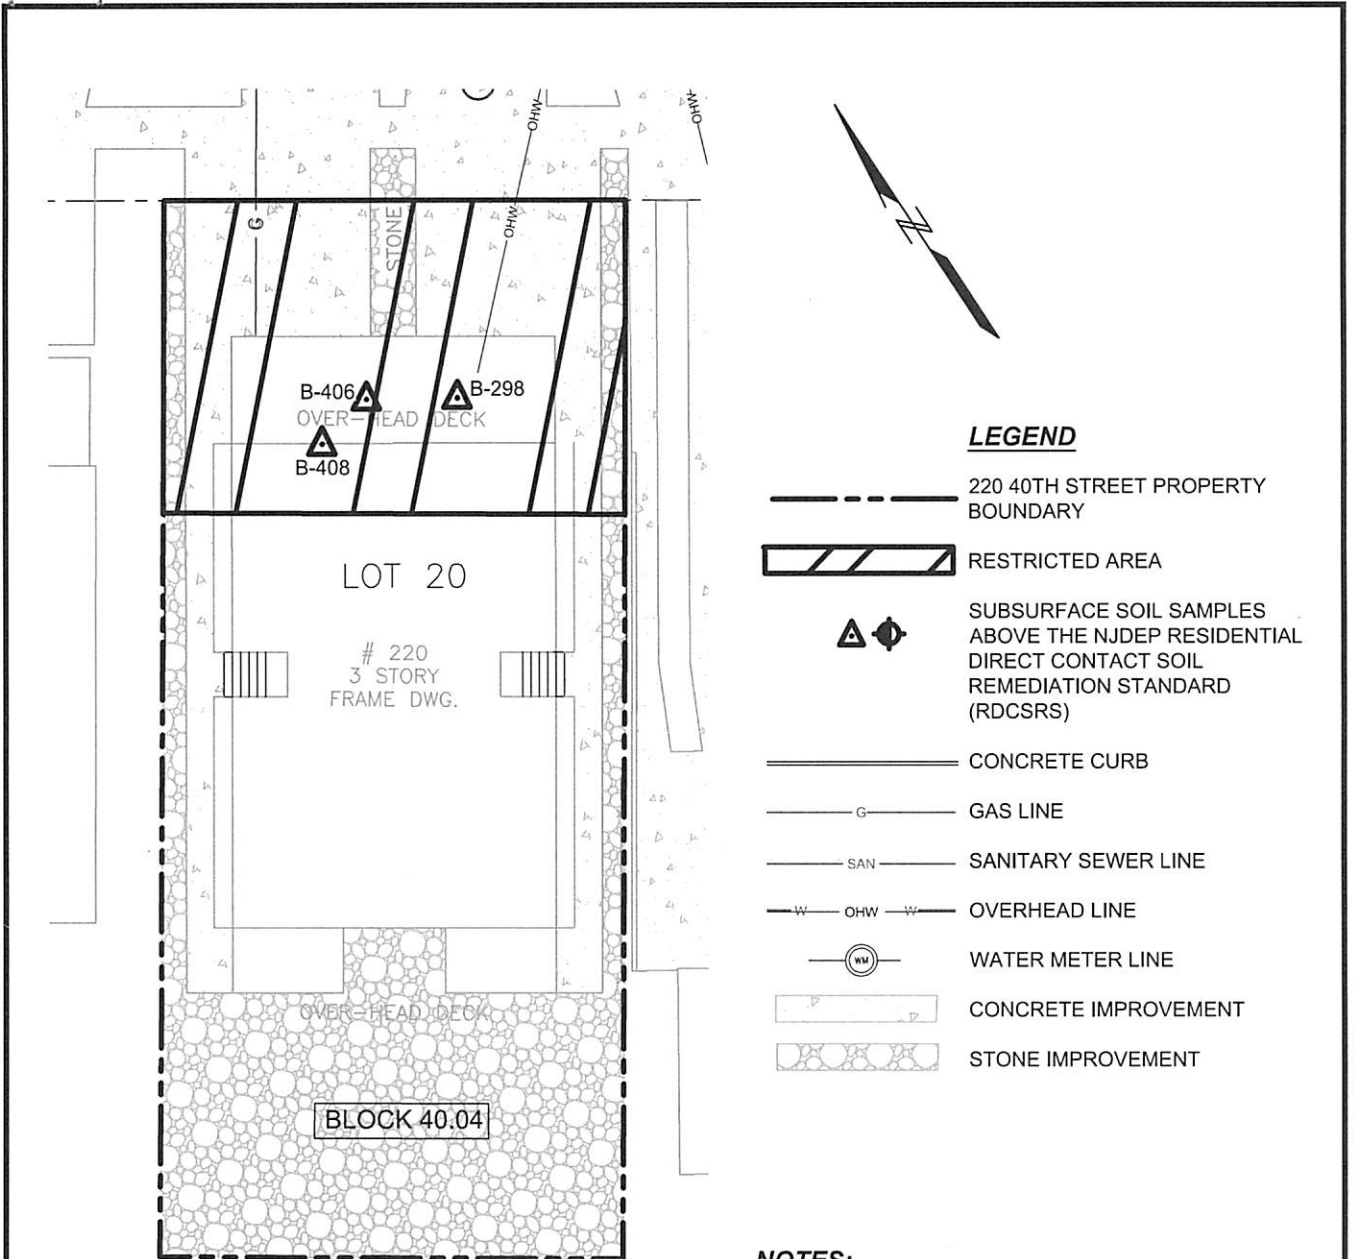 OHW
OHW
G
STONE
OHW
B-406
B-298
OVER-HEAD DECK
B-408
LOT 20
# 220
3 STORY
FRAME DWG.
OVER-HEAD DECK
BLOCK 40.04
N
LEGEND
220 40TH STREET PROPERTY
BOUNDARY
RESTRICTED AREA
SUBSURFACE SOIL SAMPLES
ABOVE THE NJDEP RESIDENTIAL
DIRECT CONTACT SOIL
REMEDIATION STANDARD
(RDCSRS)
CONCRETE CURB
G
GAS LINE
SAN
SANITARY SEWER LINE
W OHW W
OVERHEAD LINE
WM
WATER METER LINE
CONCRETE IMPROVEMENT
STONE IMPROVEMENT
NOTES: